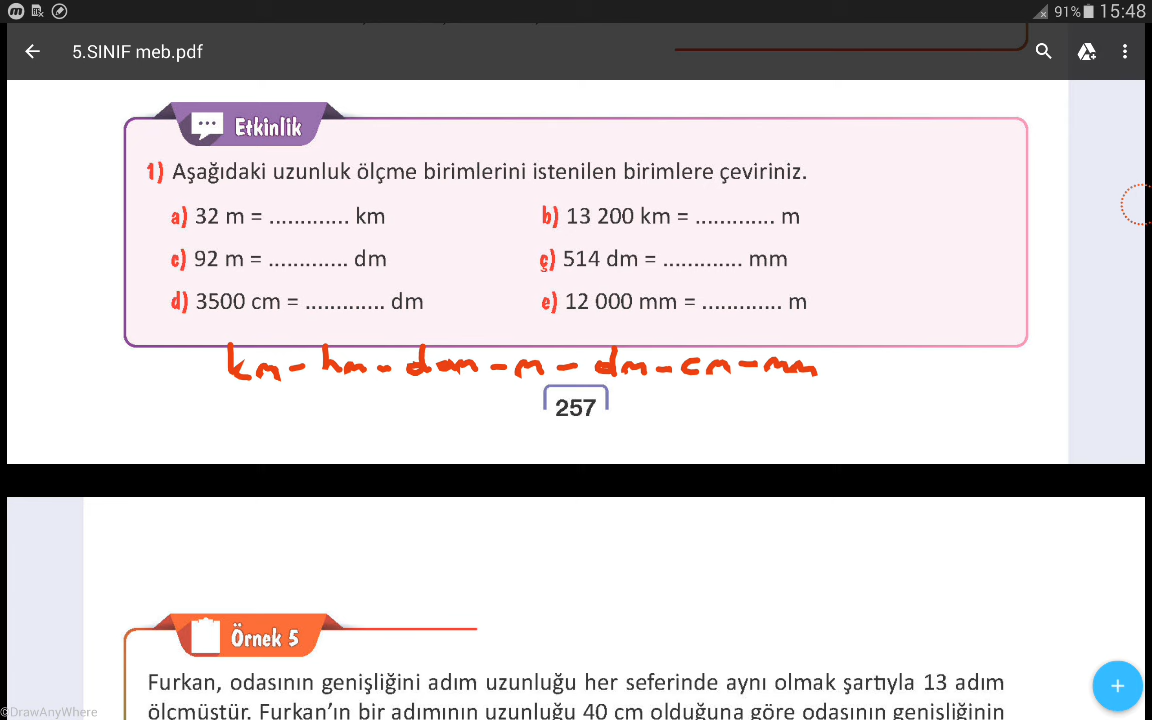 91% 15:48
5.SINIF meb.pdf
Etkinlik
1) Aşağıdaki uzunluk ölçme birimlerini istenilen birimlere çeviriniz.
a) 32 m = ............. km b) 13 200 km = ............. m
c) 92 m = ............. dm ç) 514 dm = ............. mm
d) 3500 cm = ............. dm e) 12 000 mm = ............. m
km - hm - dam - m - dm - cm - mm
257
Örnek 5
Furkan, odasının genişliğini adım uzunluğu her seferinde aynı olmak şartıyla 13 adım
ölçmüştür. Furkan'ın bir adımının uzunluğu 40 cm olduğuna göre odasının genişliğinin
©DrawAnyWhere